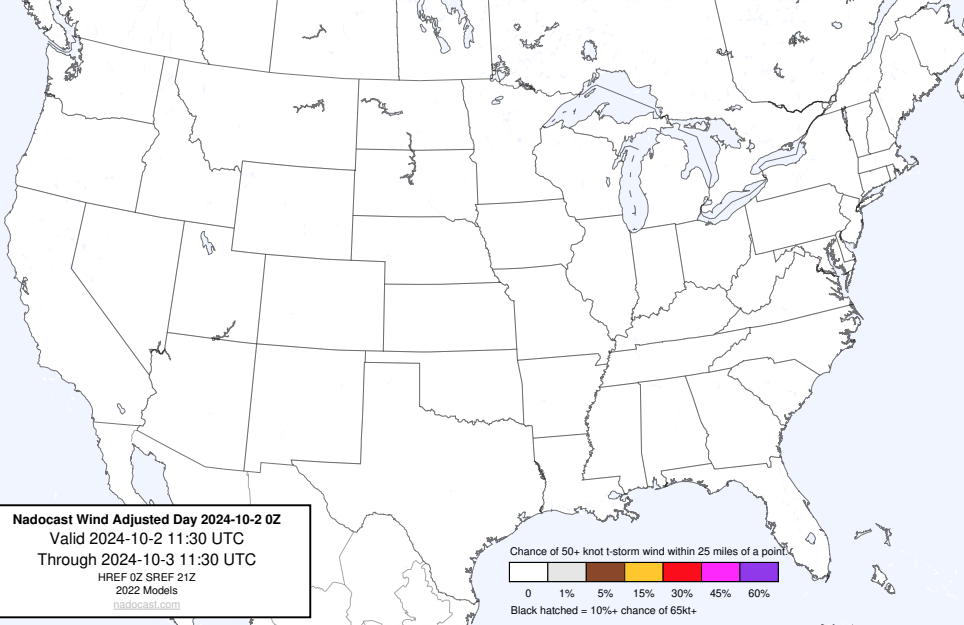 Nadocast Wind Adjusted Day 2024-10-2 0Z
Valid 2024-10-2 11:30 UTC
Through 2024-10-3 11:30 UTC
HREF 0Z SREF 21Z
2022 Models
nadocast.com
Chance of 50+ knot t-storm wind within 25 miles of a point.
0 1% 5% 15% 30% 45% 60%
Black hatched = 10%+ chance of 65kt+